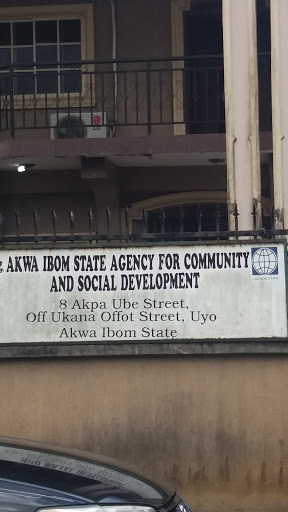 AKWA IBOM STATE AGENCY FOR COMMUNITY
AND SOCIAL DEVELOPMENT
8 Akpa Ube Street,
Off Ukana Offot Street, Uyo
Akwa Ibom State